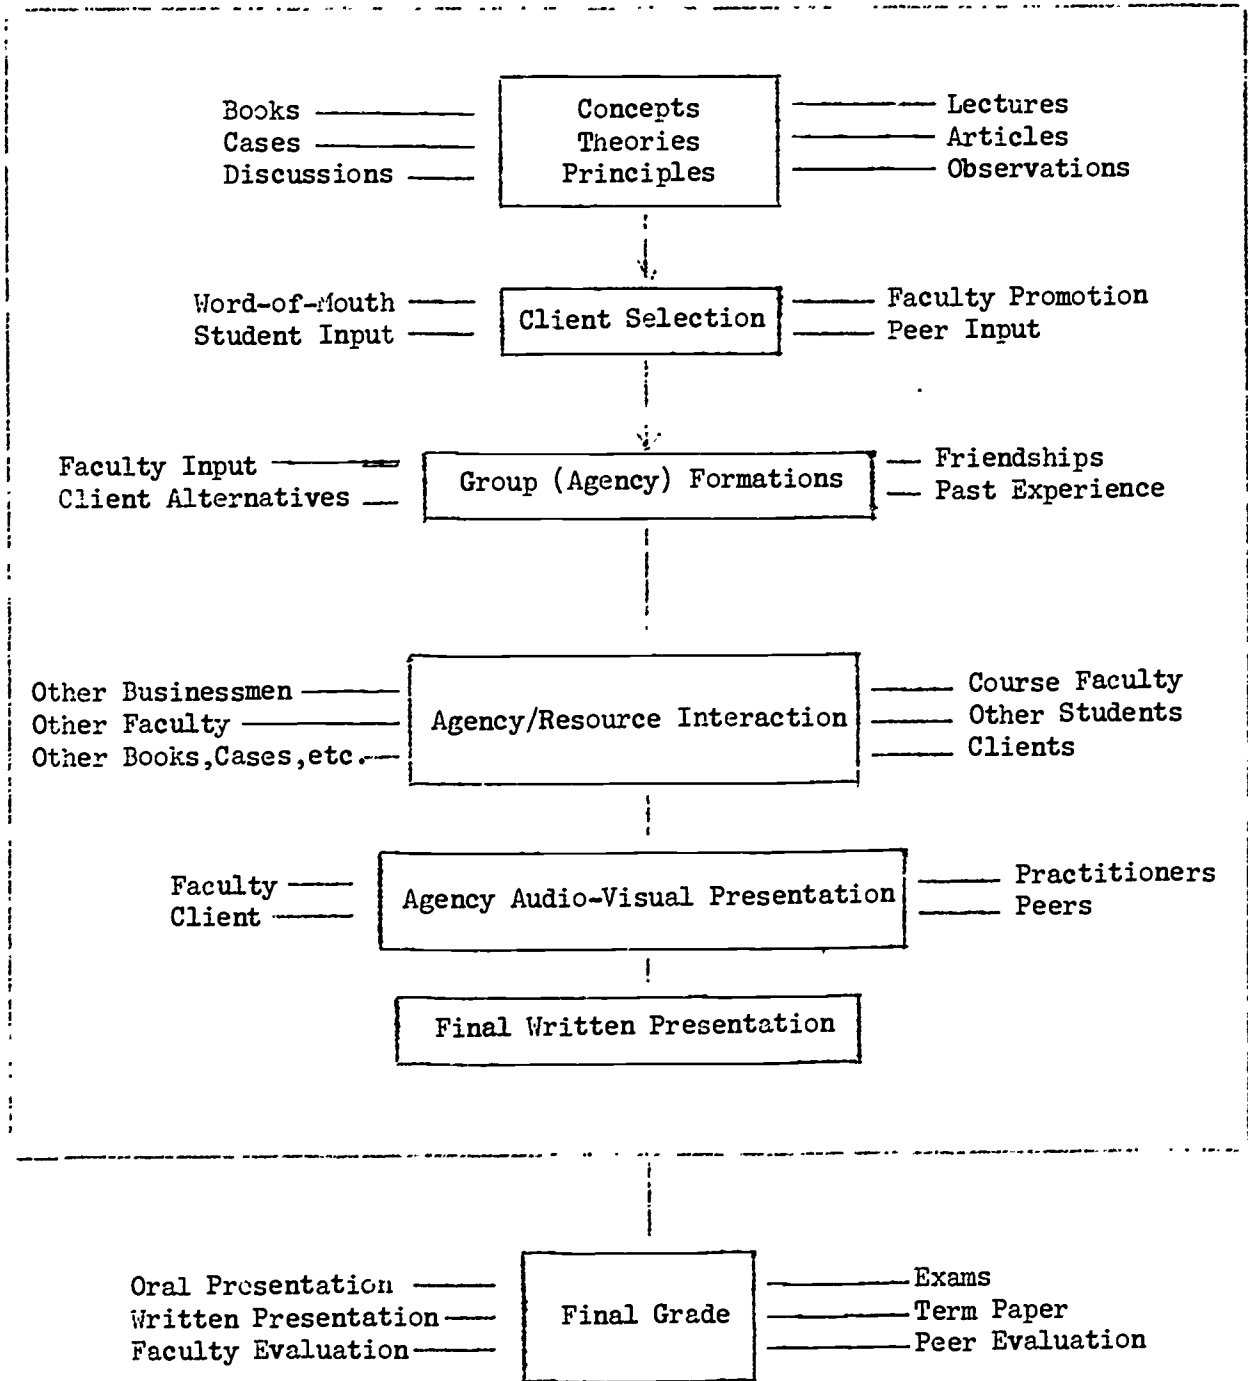 Books Concepts Lectures
Cases Theories Articles
Discussions Principles Observations
Word-of-Mouth Faculty Promotion
Client Selection
Student Input Peer Input
Faculty Input Friendships
Group (Agency) Formations
Client Alternatives Past Experience
Other Businessmen Course Faculty
Other Faculty Agency/Resource Interaction Other Students
Other Books,Cases,etc. Clients
Faculty Practitioners
Agency Audio-Visual Presentation
Client Peers
Final Written Presentation
Oral Presentation Exams
Written Presentation Final Grade Term Paper
Faculty Evaluation Peer Evaluation